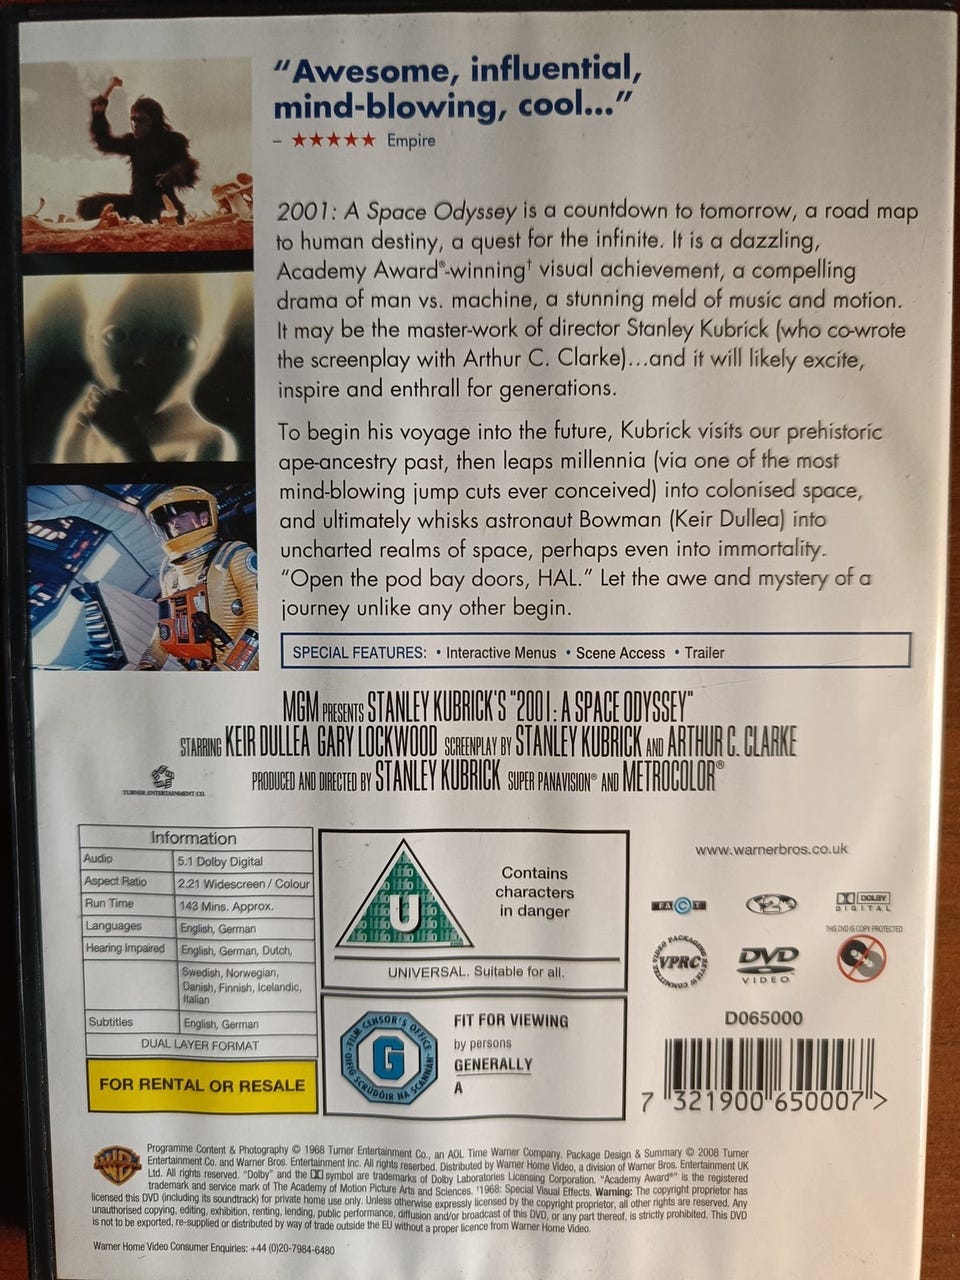 “Awesome, influential,
mind-blowing, cool...”
– ★★★★★ Empire
2001: A Space Odyssey is a countdown to tomorrow, a road map
to human destiny, a quest for the infinite. It is a dazzling,
Academy Award®-winning† visual achievement, a compelling
drama of man vs. machine, a stunning meld of music and motion.
It may be the master-work of director Stanley Kubrick (who co-wrote
the screenplay with Arthur C. Clarke)...and it will likely excite,
inspire and enthrall for generations.
To begin his voyage into the future, Kubrick visits our prehistoric
ape-ancestry past, then leaps millennia (via one of the most
mind-blowing jump cuts ever conceived) into colonised space,
and ultimately whisks astronaut Bowman (Keir Dullea) into
uncharted realms of space, perhaps even into immortality.
“Open the pod bay doors, HAL.” Let the awe and mystery of a
journey unlike any other begin.
SPECIAL FEATURES: • Interactive Menus • Scene Access • Trailer
MGM PRESENTS STANLEY KUBRICK'S "2001: A SPACE ODYSSEY"
STARRING KEIR DULLEA GARY LOCKWOOD SCREENPLAY BY STANLEY KUBRICK AND ARTHUR C. CLARKE
PRODUCED AND DIRECTED BY STANLEY KUBRICK SUPER PANAVISION® AND METROCOLOR®
TURNER ENTERTAINMENT CO.
Information
Audio 5.1 Dolby Digital
Aspect Ratio 2.21 Widescreen / Colour
Run Time 143 Mins. Approx.
Languages English, German
Hearing Impaired English, German, Dutch,
Swedish, Norwegian,
Danish, Finnish, Icelandic,
Italian
Subtitles English, German
DUAL LAYER FORMAT
FOR RENTAL OR RESALE
U
Contains
characters
in danger
UNIVERSAL. Suitable for all.
FILM CENSOR'S OFFICE
G
OIFIG SCRÚDÓIR NA SCANNÁN
FIT FOR VIEWING
by persons
GENERALLY
A
www.warnerbros.co.uk
FACT
2
DOLBY
DIGITAL
THIS DVD IS COPY PROTECTED
VIDEO PACKAGING REVIEW COMMITTEE
VPRC
DVD
VIDEO
D065000
7 321900 650007 >
WB
Programme Content & Photography © 1968 Turner Entertainment Co., an AOL Time Warner Company. Package Design & Summary © 2008 Turner
Entertainment Co. and Warner Bros. Entertainment Inc. All rights reserved. Distributed by Warner Home Video, a division of Warner Bros. Entertainment UK
Ltd. All rights reserved. "Dolby" and the symbol are trademarks of Dolby Laboratories Licensing Corporation. "Academy Award®" is the registered
trademark and service mark of The Academy of Motion Picture Arts and Sciences. †1968: Special Visual Effects. Warning: The copyright proprietor has
licensed this DVD (including its soundtrack) for private home use only. Unless otherwise expressly licensed by the copyright proprietor, all other rights are reserved. Any
unauthorised copying, editing, exhibition, renting, lending, public performance, diffusion and/or broadcast of this DVD, or any part thereof, is strictly prohibited. This DVD
is not to be exported, re-supplied or distributed by way of trade outside the EU without a proper licence from Warner Home Video.
Warner Home Video Consumer Enquiries: +44 (0)20-7984-6480